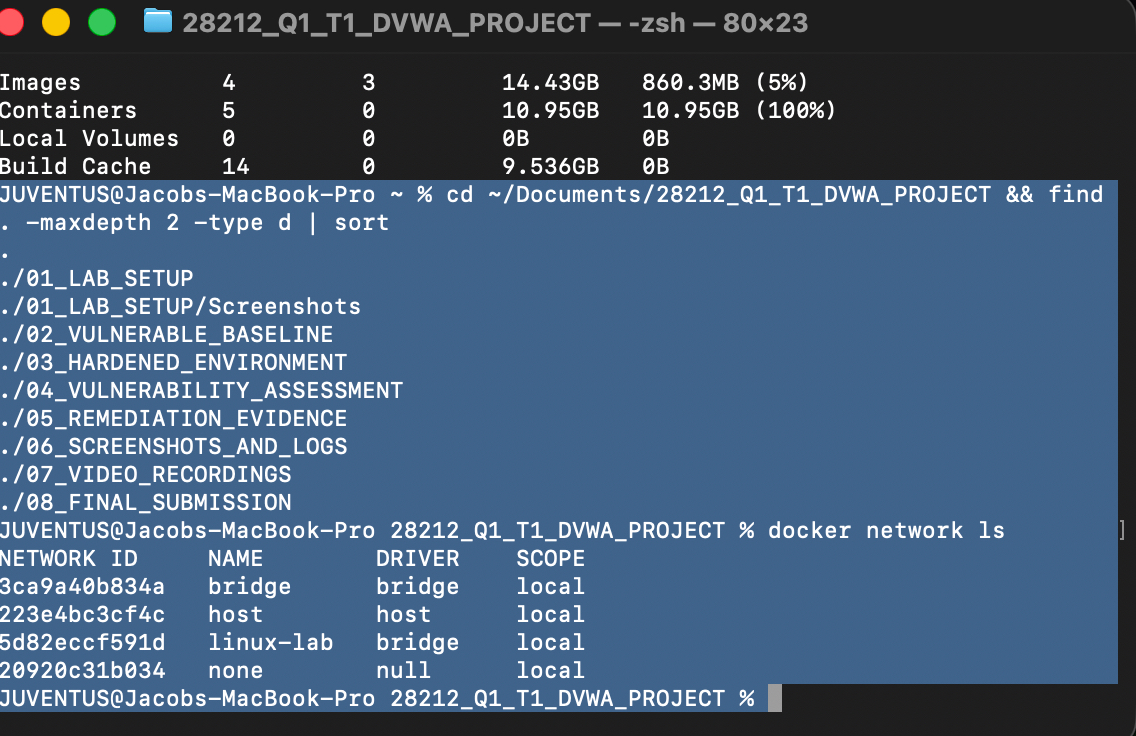 28212_Q1_T1_DVWA_PROJECT — -zsh — 80×23
Images          4         3         14.43GB   860.3MB (5%)
Containers      5         0         10.95GB   10.95GB (100%)
Local Volumes   0         0         0B        0B
Build Cache     14        0         9.536GB   0B
JUVENTUS@Jacobs-MacBook-Pro ~ % cd ~/Documents/28212_Q1_T1_DVWA_PROJECT && find
. -maxdepth 2 -type d | sort
.
./01_LAB_SETUP
./01_LAB_SETUP/Screenshots
./02_VULNERABLE_BASELINE
./03_HARDENED_ENVIRONMENT
./04_VULNERABILITY_ASSESSMENT
./05_REMEDIATION_EVIDENCE
./06_SCREENSHOTS_AND_LOGS
./07_VIDEO_RECORDINGS
./08_FINAL_SUBMISSION
JUVENTUS@Jacobs-MacBook-Pro 28212_Q1_T1_DVWA_PROJECT % docker network ls        ]
NETWORK ID     NAME        DRIVER    SCOPE
3ca9a40b834a   bridge      bridge    local
223e4bc3cf4c   host        host      local
5d82eccf591d   linux-lab   bridge    local
20920c31b034   none        null      local
JUVENTUS@Jacobs-MacBook-Pro 28212_Q1_T1_DVWA_PROJECT %